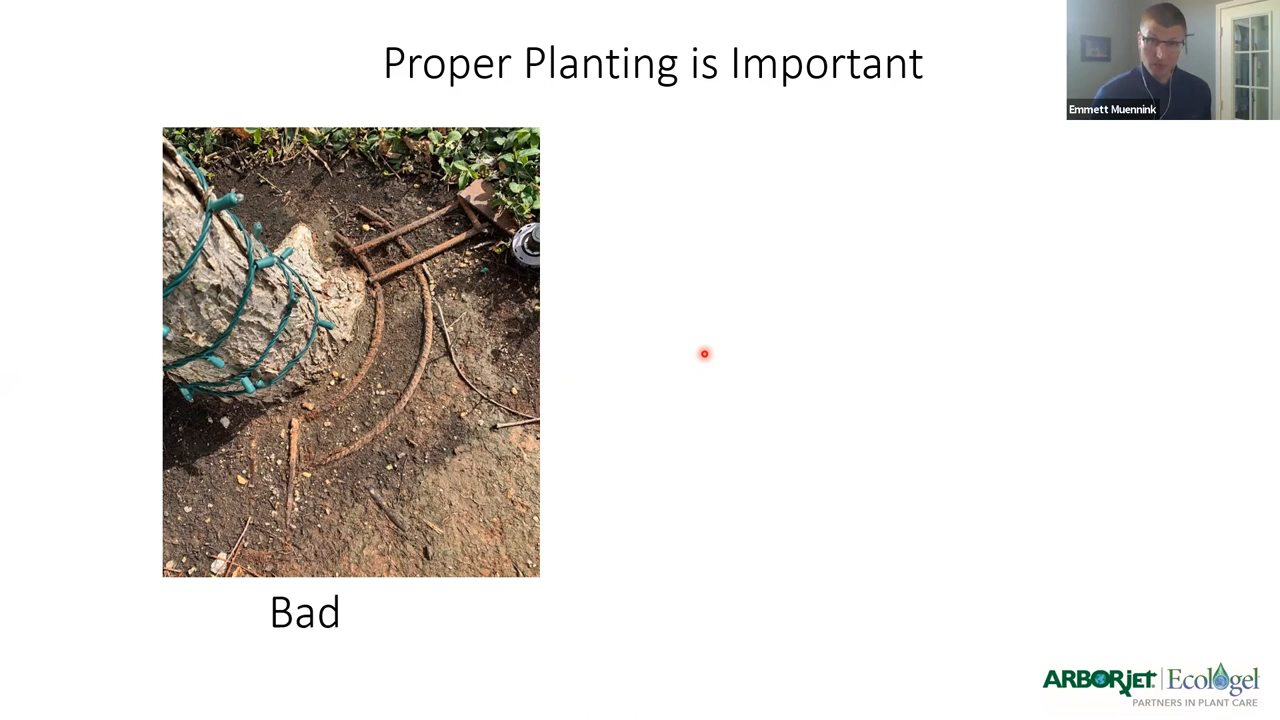 Proper Planting is Important
Emmett Muennink
Bad
ARBORjET | Ecologel
PARTNERS IN PLANT CARE